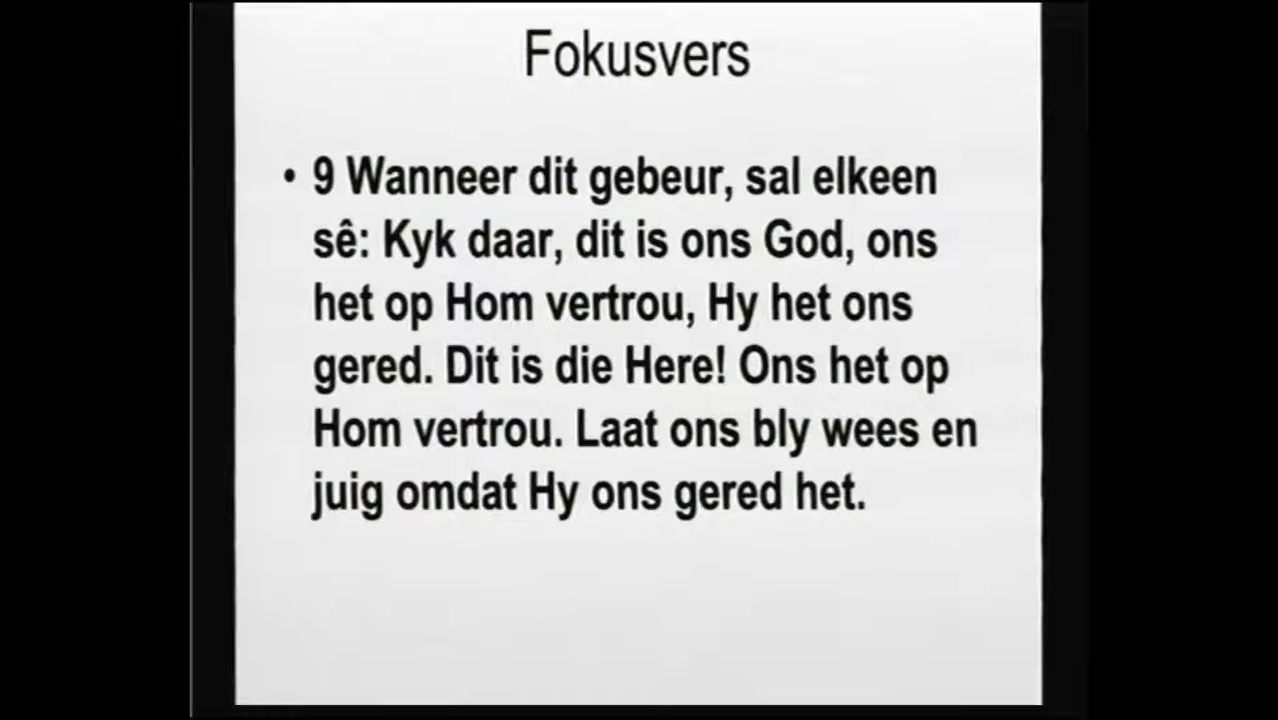 Fokusvers
• 9 Wanneer dit gebeur, sal elkeen
sê: Kyk daar, dit is ons God, ons
het op Hom vertrou, Hy het ons
gered. Dit is die Here! Ons het op
Hom vertrou. Laat ons bly wees en
juig omdat Hy ons gered het.